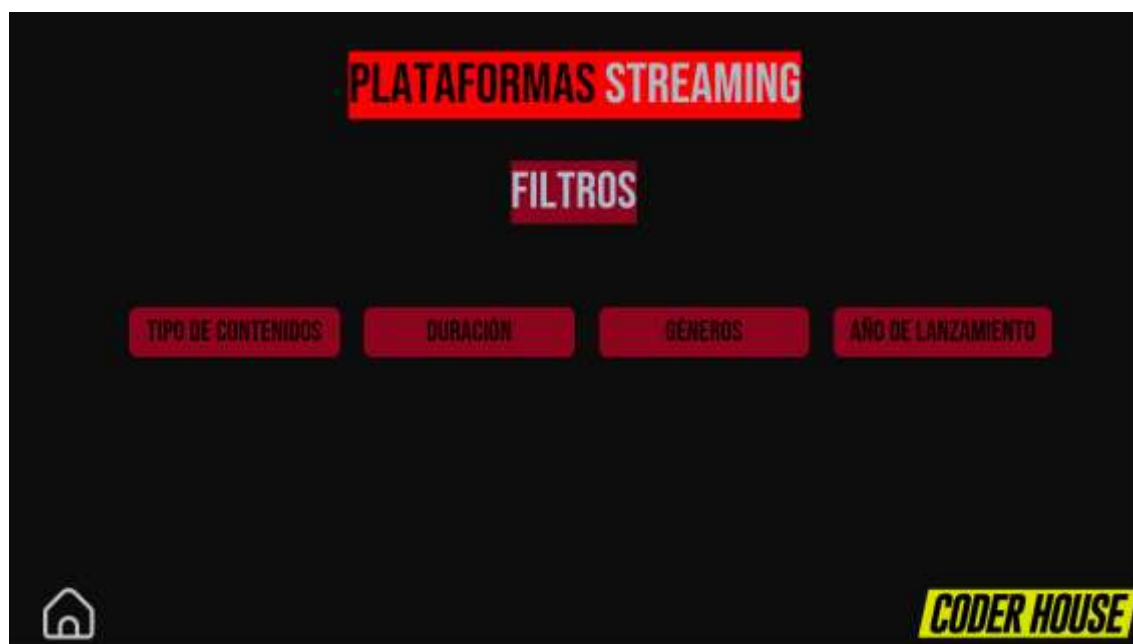 PLATAFORMAS STREAMING
FILTROS
TIPO DE CONTENIDOS DURACIÓN GÉNEROS AÑO DE LANZAMIENTO
CODER HOUSE